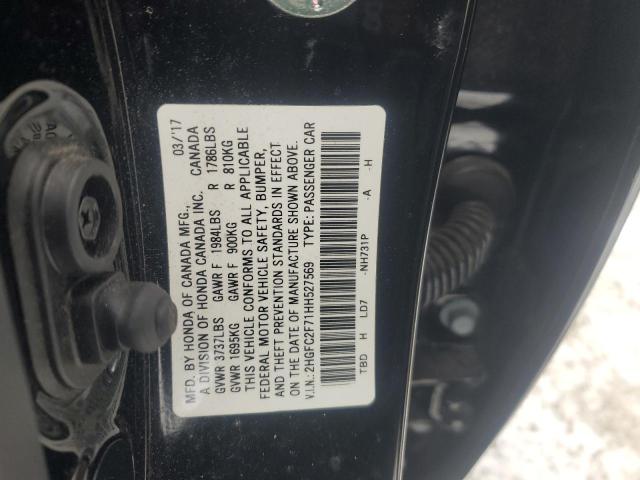 MFD. BY HONDA OF CANADA MFG., 03/'17
A DIVISION OF HONDA CANADA INC. CANADA
GVWR 3737LBS GAWR F 1984LBS R 1786LBS
GVWR 1695KG GAWR F 900KG R 810KG
THIS VEHICLE CONFORMS TO ALL APPLICABLE
FEDERAL MOTOR VEHICLE SAFETY, BUMPER,
AND THEFT PREVENTION STANDARDS IN EFFECT
ON THE DATE OF MANUFACTURE SHOWN ABOVE.
V.I.N.: 2HGFC2F71HH527569 TYPE: PASSENGER CAR
TBD H LD7 -NH731P -A -H